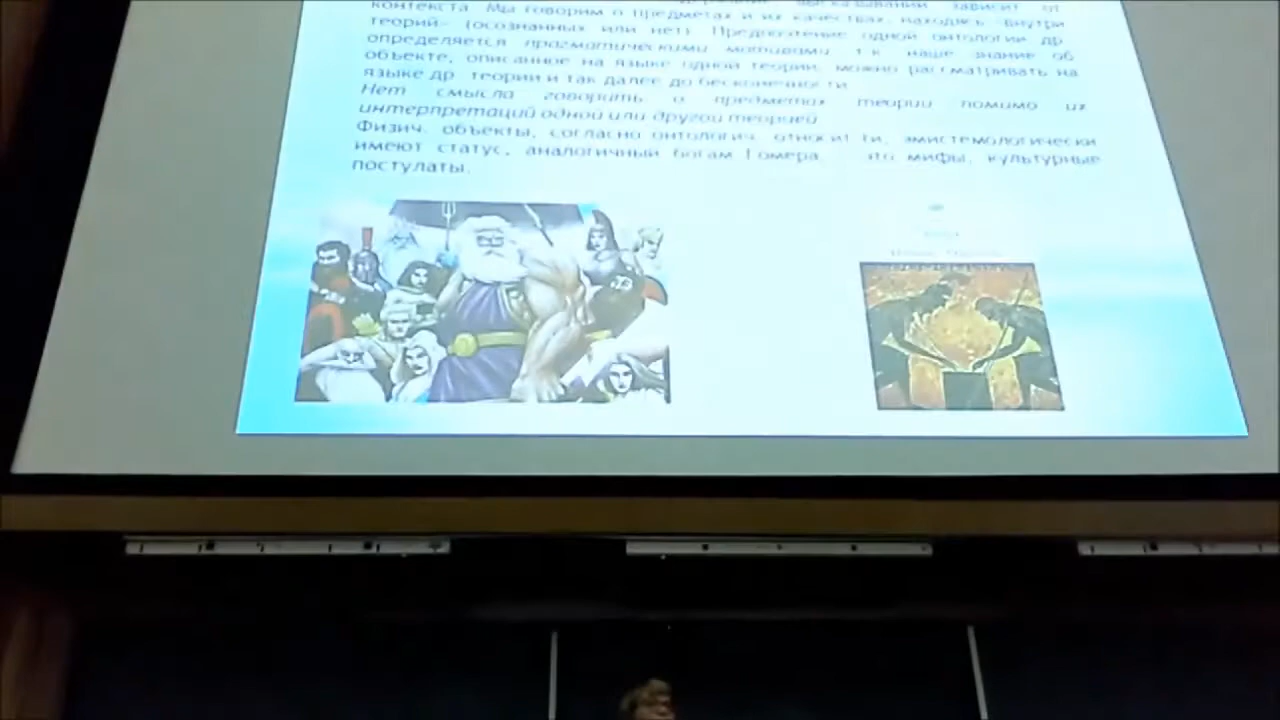 высказываний зависит от
контекста. Мы говорим о предметах и их качествах, находясь внутри
теорий- (осознанных или нет). Предпочтение одной онтологии др.
определяется прагматическими мотивами, т.к. наше знание об
объекте, описанное на языке одной теории, можно рассматривать на
языке др. теории и так далее до бесконечности.
Нет смысла говорить о предметах теории помимо их
интерпретаций одной или другой теорией.
Физич. объекты, согласно онтологич. относит-ти, эпистемологически
имеют статус, аналогичный богам Гомера это мифы, культурные
постулаты.